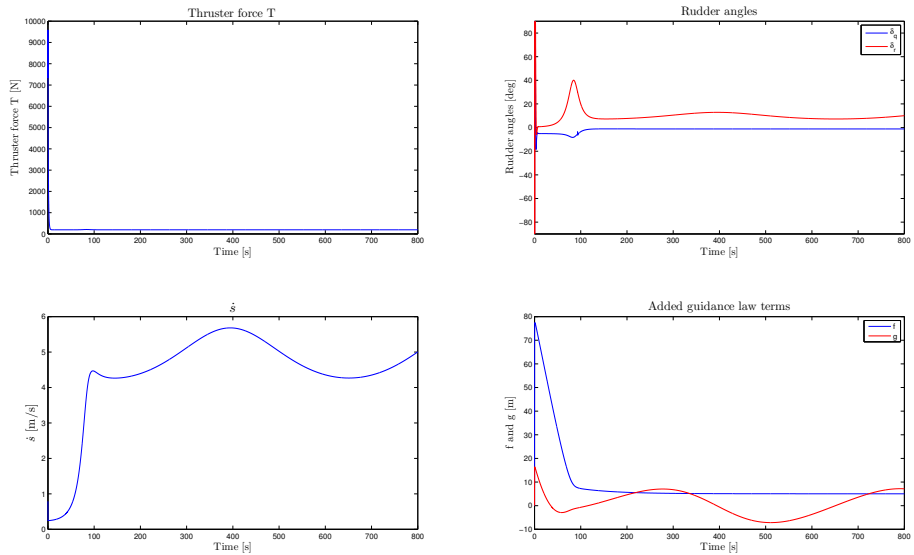 Thruster force T
Thruster force T [N]
10000
9000
8000
7000
6000
5000
4000
3000
2000
1000
0
0 100 200 300 400 500 600 700 800
Time [s]
Rudder angles
Rudder angles [deg]
80
60
40
20
0
−20
−40
−60
−80
0 100 200 300 400 500 600 700 800
Time [s]
δq
δr
ṡ
ṡ [m/s]
6
5
4
3
2
1
0
0 100 200 300 400 500 600 700 800
Time [s]
Added guidance law terms
f and g [m]
80
70
60
50
40
30
20
10
0
−10
0 100 200 300 400 500 600 700 800
Time [s]
f
g